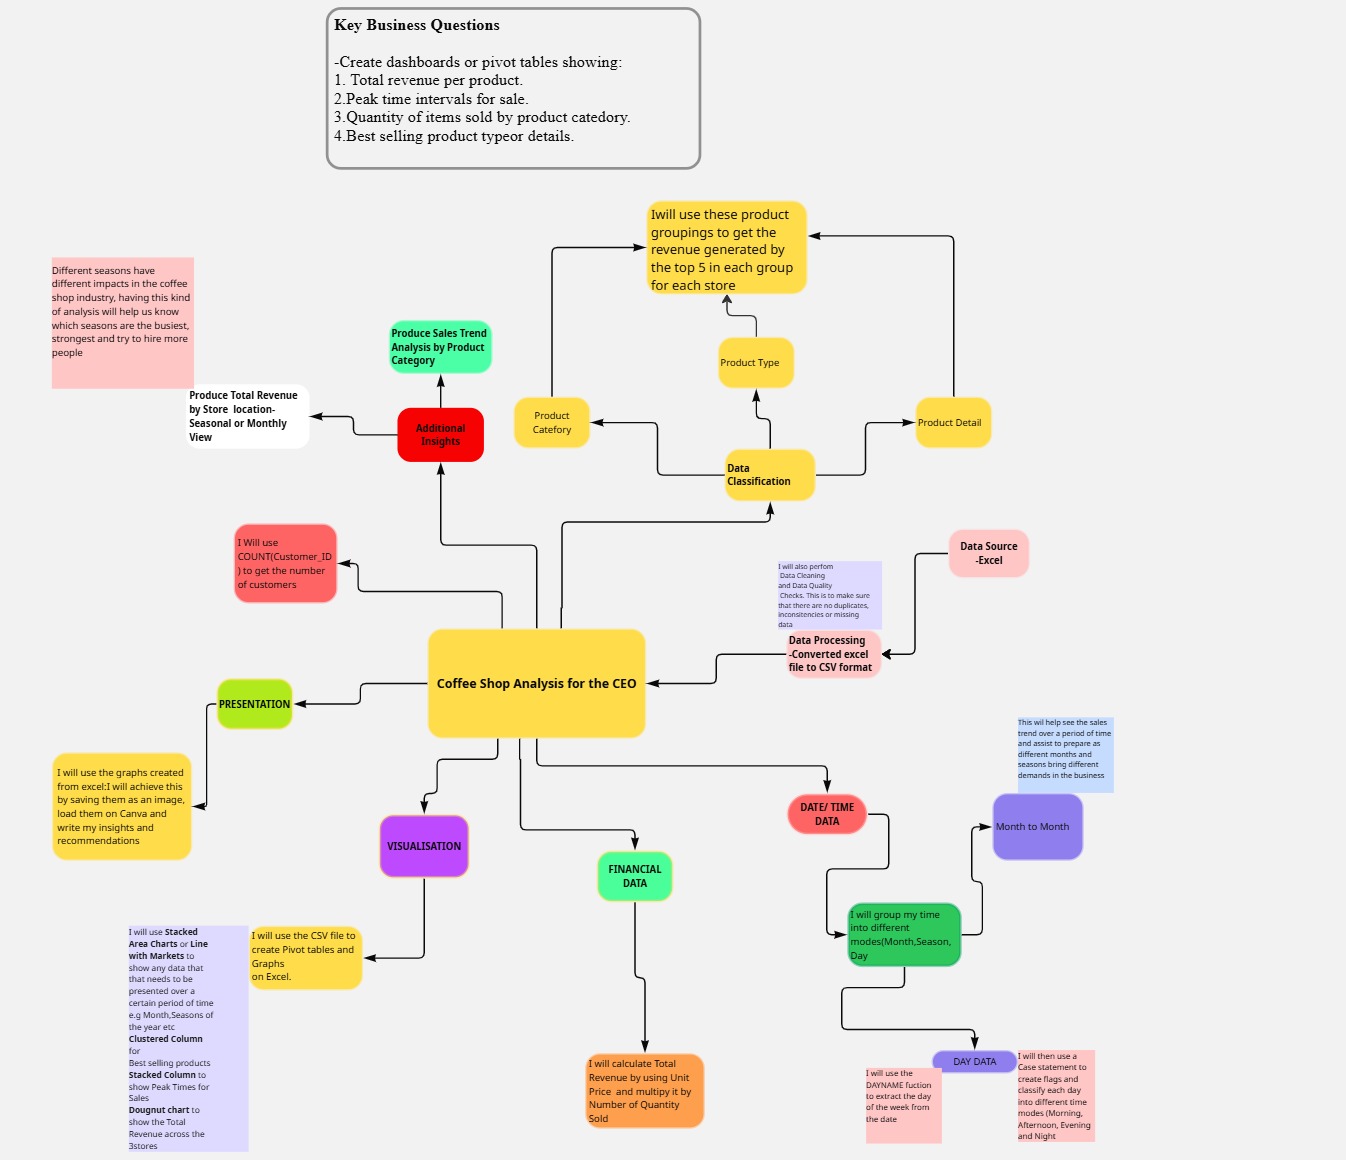 Key Business Questions
-Create dashboards or pivot tables showing:
1. Total revenue per product.
2.Peak time intervals for sale.
3.Quantity of items sold by product catedory.
4.Best selling product typeor details.
Iwill use these product
groupings to get the
revenue generated by
the top 5 in each group
for each store
Different seasons have
different impacts in the coffee
shop industry, having this kind
of analysis will help us know
which seasons are the busiest,
strongest and try to hire more
people
Produce Sales Trend
Analysis by Product
Category
Product Type
Produce Total Revenue
by Store  location-
Seasonal or Monthly
View
Additional
Insights
Product
Catefory
Product Detail
Data
Classification
I Will use
COUNT(Customer_ID
) to get the number
of customers
Data Source
-Excel
I will also perfom
Data Cleaning
and Data Quality
Checks. This is to make sure
that there are no duplicates,
inconsitencies or missing
data
Data Processing
-Converted excel
file to CSV format
Coffee Shop Analysis for the CEO
PRESENTATION
I will use the graphs created
from excel:I will achieve this
by saving them as an image,
load them on Canva and
write my insights and
recommendations
This wil help see the sales
trend over a period of time
and assist to prepare as
different months and
seasons bring different
demands in the business
Month to Month
DATE/ TIME
DATA
VISUALISATION
FINANCIAL
DATA
I will group my time
into different
modes(Month,Season,
Day
I will use Stacked
Area Charts or Line
with Markets to
show any data that
that needs to be
presented over a
certain period of time
e.g Month,Seasons of
the year etc
Clustered Column
for
Best selling products
Stacked Column to
show Peak Times for
Sales
Dougnut chart to
show the Total
Revenue across the
3stores
I will use the CSV file to
create Pivot tables and
Graphs
on Excel.
I will calculate Total
Revenue by using Unit
Price  and multipy it by
Number of Quantity
Sold
DAY DATA
I will use the
DAYNAME fuction
to extract the day
of the week from
the date
I will then use a
Case statement to
create flags and
classify each day
into different time
modes (Morning,
Afternoon, Evening
and Night